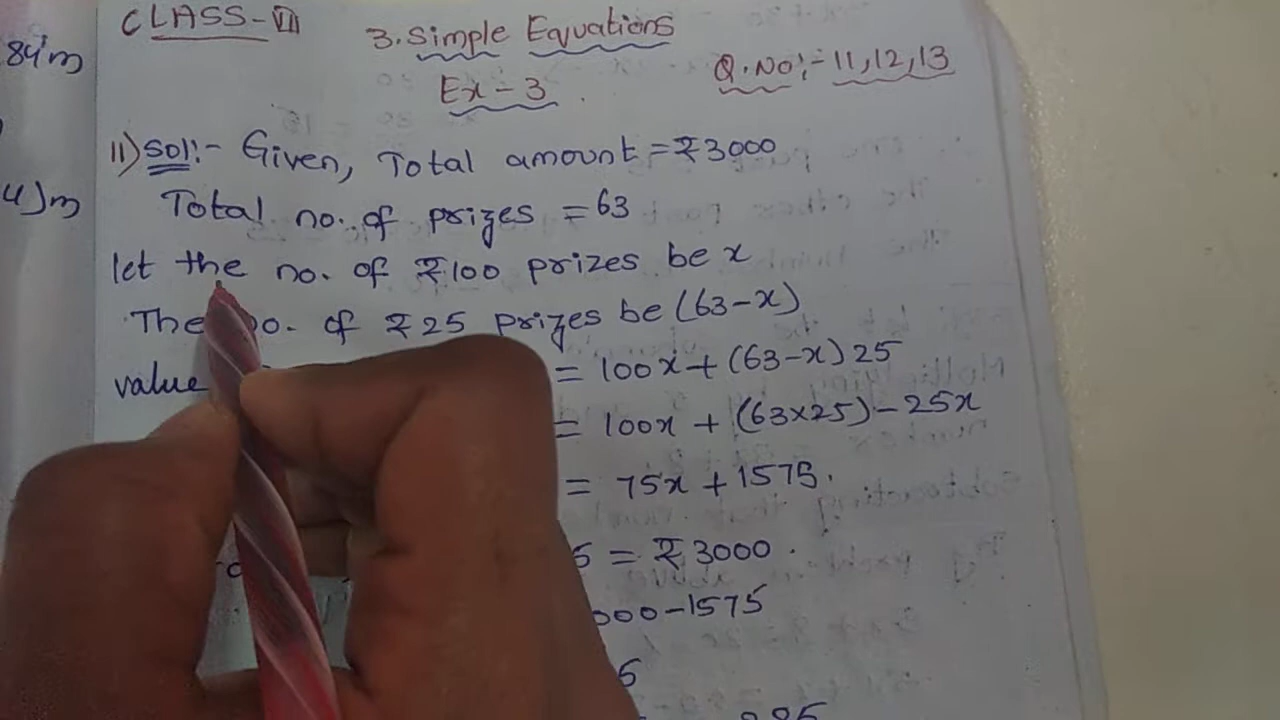 CLASS-VII
3. Simple Equations
Ex-3.
Q.No:-11,12,13
84)m
4)m
11) Sol:- Given, Total amount = ₹3000
Total no. of prizes = 63
let the no. of ₹100 prizes be x
The no. of ₹25 prizes be (63-x)
value = 100x + (63-x) 25
= 100x + (63x25) - 25x
= 75x + 1575.
= ₹3000.
000-1575